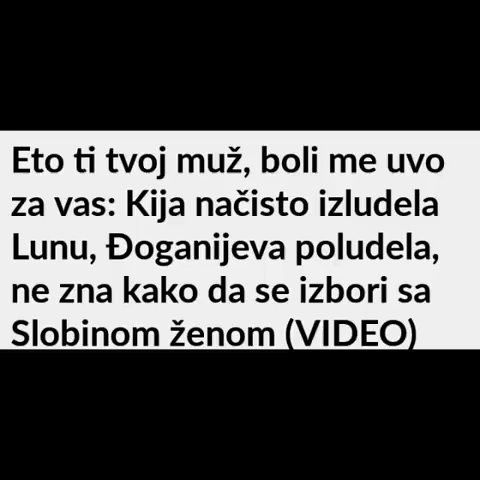 Eto ti tvoj muž, boli me uvo
za vas: Kija načisto izludela
Lunu, Đoganijeva poludela,
ne zna kako da se izbori sa
Slobinom ženom (VIDEO)